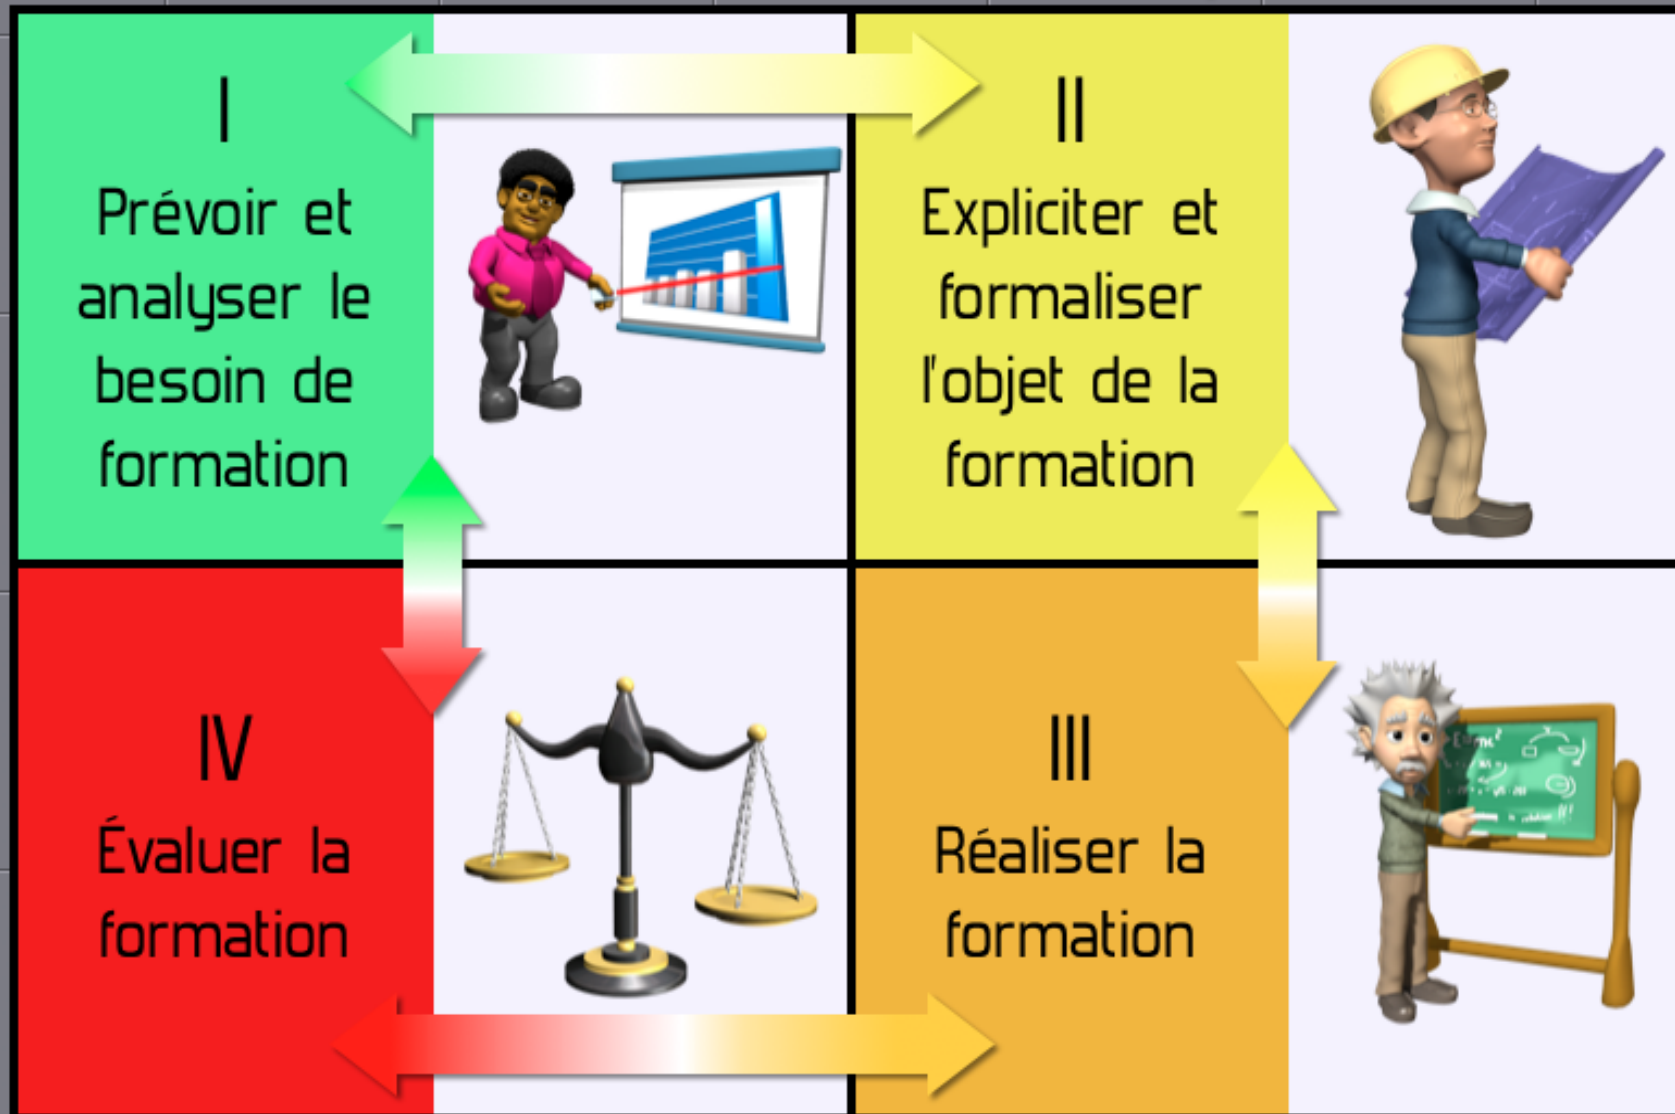 I
Prévoir et
analyser le
besoin de
formation
II
Expliciter et
formaliser
l'objet de la
formation
IV
Évaluer la
formation
III
Réaliser la
formation